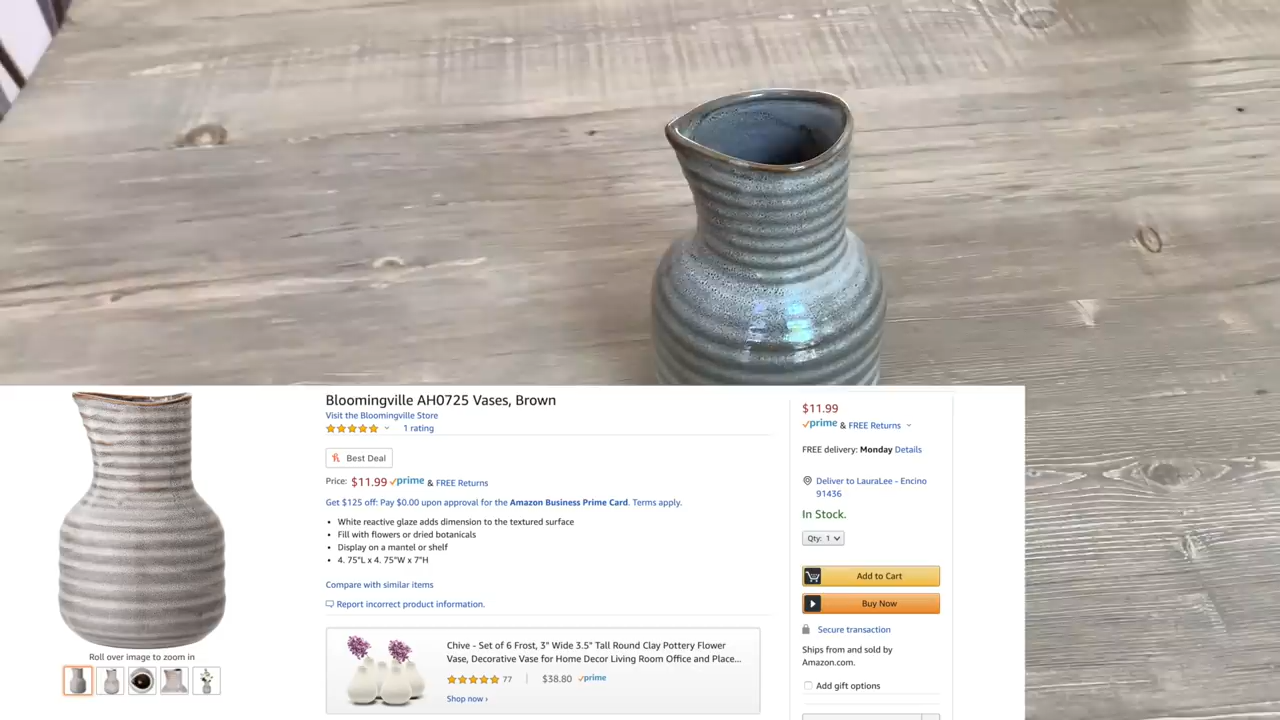 Bloomingville AH0725 Vases, Brown
Visit the Bloomingville Store
1 rating
Best Deal
Price: $11.99 prime & FREE Returns
Get $125 off: Pay $0.00 upon approval for the Amazon Business Prime Card. Terms apply.
• White reactive glaze adds dimension to the textured surface
• Fill with flowers or dried botanicals
• Display on a mantel or shelf
• 4. 75"L x 4. 75"W x 7"H
Compare with similar items
Report incorrect product information.
Roll over image to zoom in
Chive - Set of 6 Frost, 3" Wide 3.5" Tall Round Clay Pottery Flower
Vase, Decorative Vase for Home Decor Living Room Office and Place...
77 | $38.80 prime
Shop now ›
$11.99
prime & FREE Returns
FREE delivery: Monday Details
Deliver to LauraLee - Encino
91436
In Stock.
Qty: 1
Add to Cart
Buy Now
Secure transaction
Ships from and sold by
Amazon.com.
Add gift options